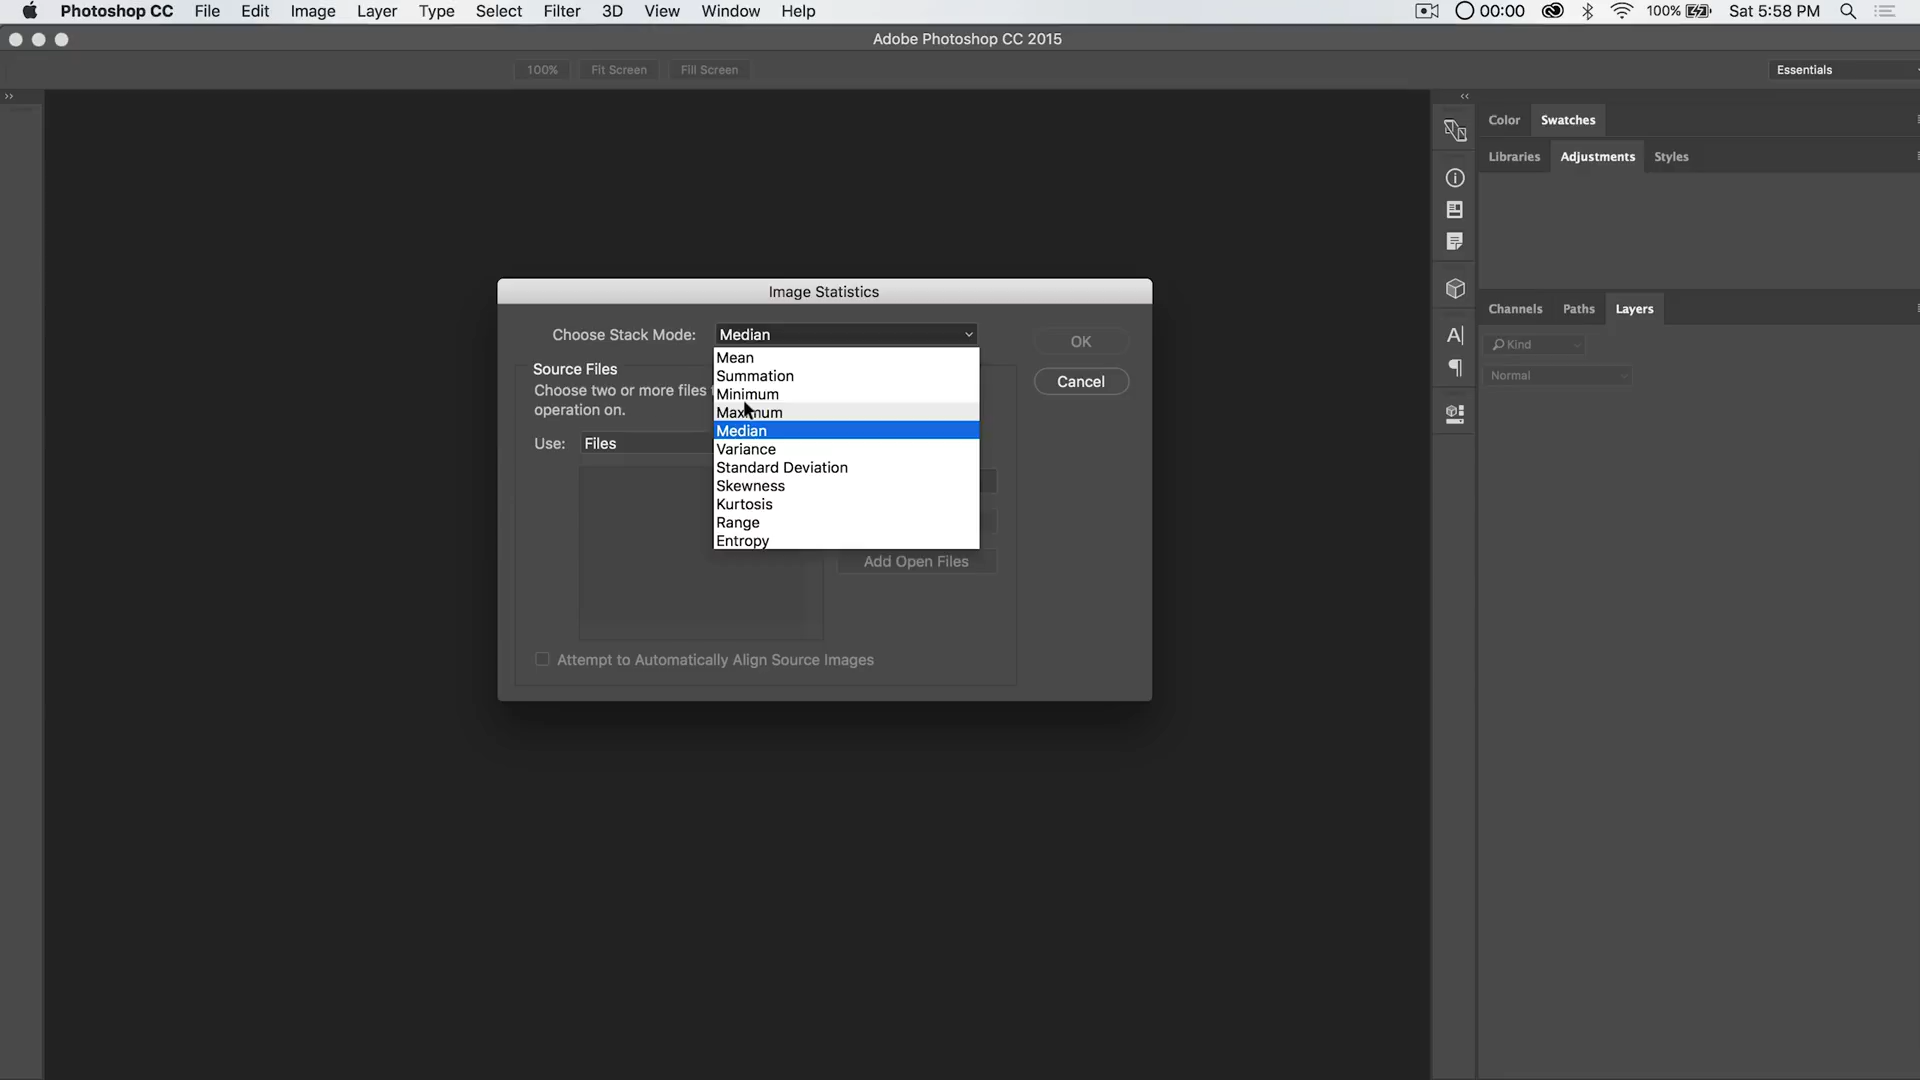 Photoshop CC File Edit Image Layer Type Select Filter 3D View Window Help 00:00 100% Sat 5:58 PM
Adobe Photoshop CC 2015
100% Fit Screen Fill Screen Essentials
Color Swatches
Libraries Adjustments Styles
Image Statistics
Channels Paths Layers
Choose Stack Mode: Median OK
Kind
Mean
Source Files
Summation
Normal
Cancel
Choose two or more files
Minimum
operation on.
Maximum
Median
Use: Files
Variance
Standard Deviation
Skewness
Kurtosis
Range
Entropy
Add Open Files
Attempt to Automatically Align Source Images